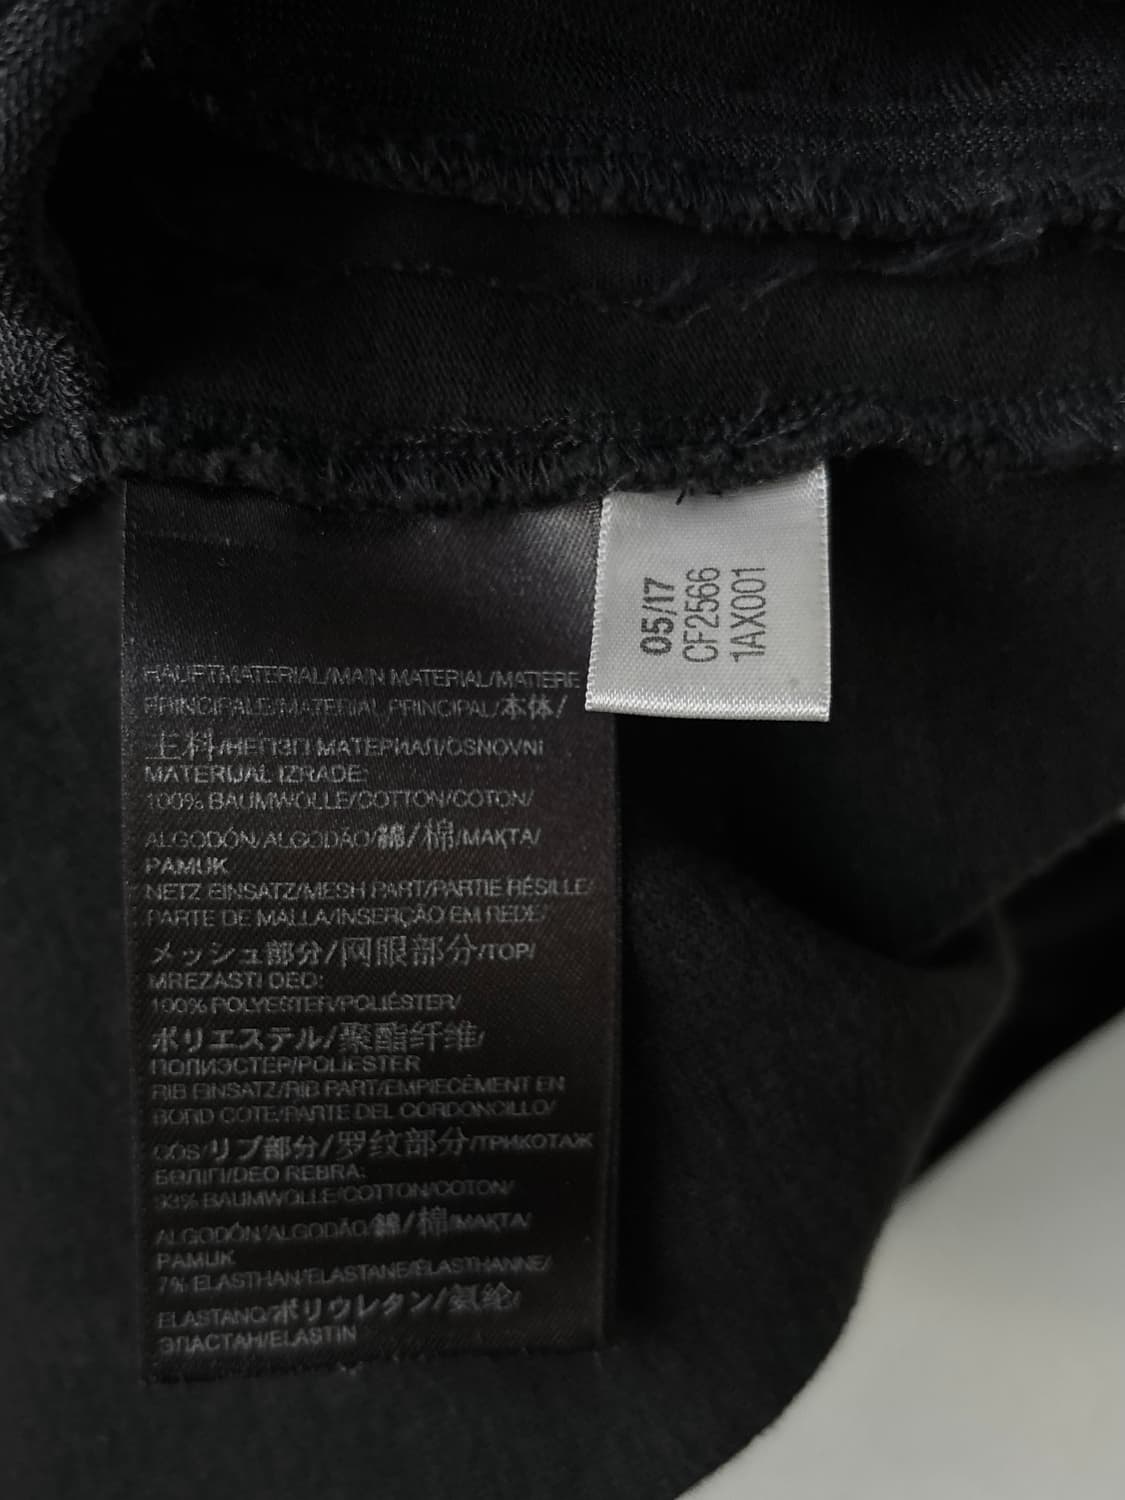 05/17
CF2566
1AX001
HAUPTMATERIAL/MAIN MATERIAL/MATIERE
PRINCIPALE/MATERIAL PRINCIPAL/本体/
主料/НЕГІЗГІ МАТЕРИАЛ/OSNOVNI
MATERIJAL IZRADE:
100% BAUMWOLLE/COTTON/COTON/
ALGODÓN/ALGODÃO/綿/棉/МАҚТА/
PAMUK
NETZ EINSATZ/MESH PART/PARTIE RÉSILLE/
PARTE DE MALLA/INSERÇÃO EM REDE/
メッシュ部分/网眼部分/ТОР/
MREZASTI DEO:
100% POLYESTER/POLIÉSTER/
ポリエステル/聚酯纤维/
ПОЛИЭСТЕР/POLIESTER
RIB EINSATZ/RIB PART/EMPIECÉMENT EN
BORD COTE/PARTE DEL CORDONCILLO/
CÓS/リブ部分/罗纹部分/ТРИКОТАЖ
БӨЛІГІ/DEO REBRA:
93% BAUMWOLLE/COTTON/COTON/
ALGODÓN/ALGODÃO/綿/棉/МАҚТА/
PAMUK
7% ELASTHAN/ELASTANE/ÉLASTHANNE/
ELASTANO/ポリウレタン/氨纶/
ЭЛАСТАН/ELASTIN